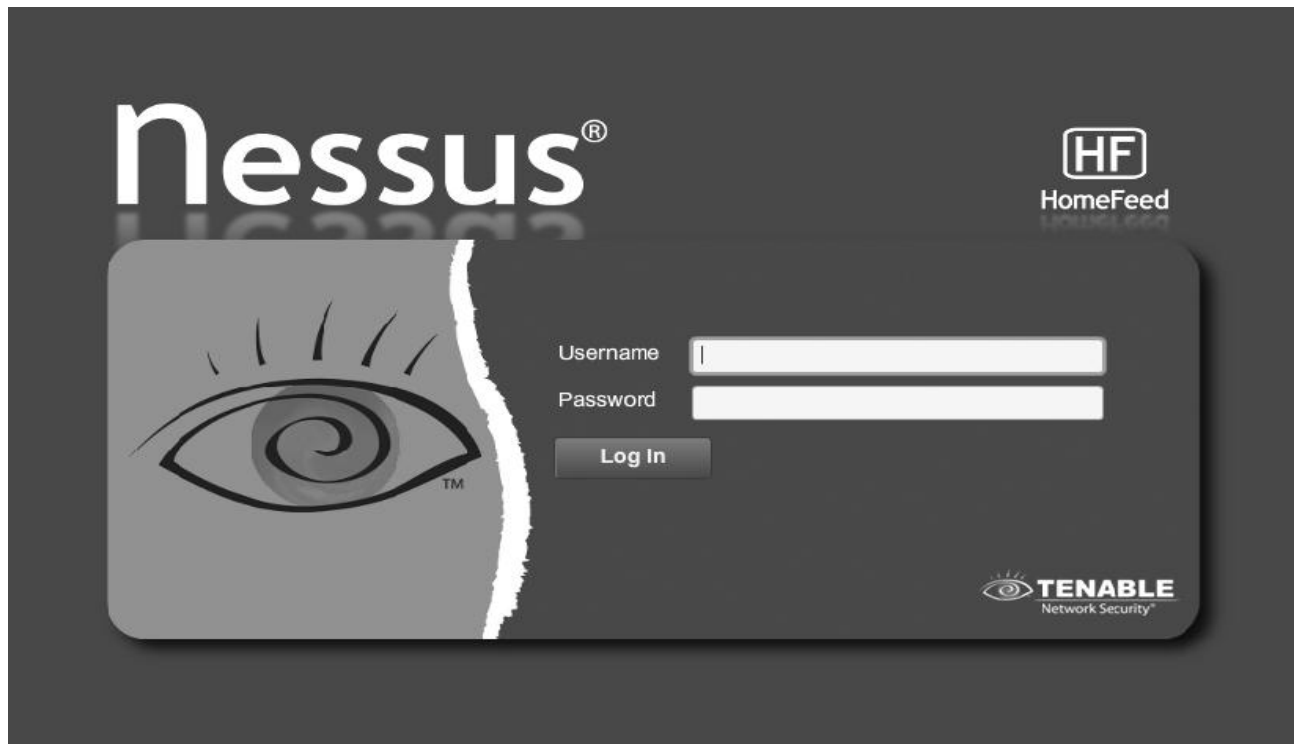 nessus®
HF
HomeFeed
Username
Password
Log In
TM
TENABLE
Network Security®